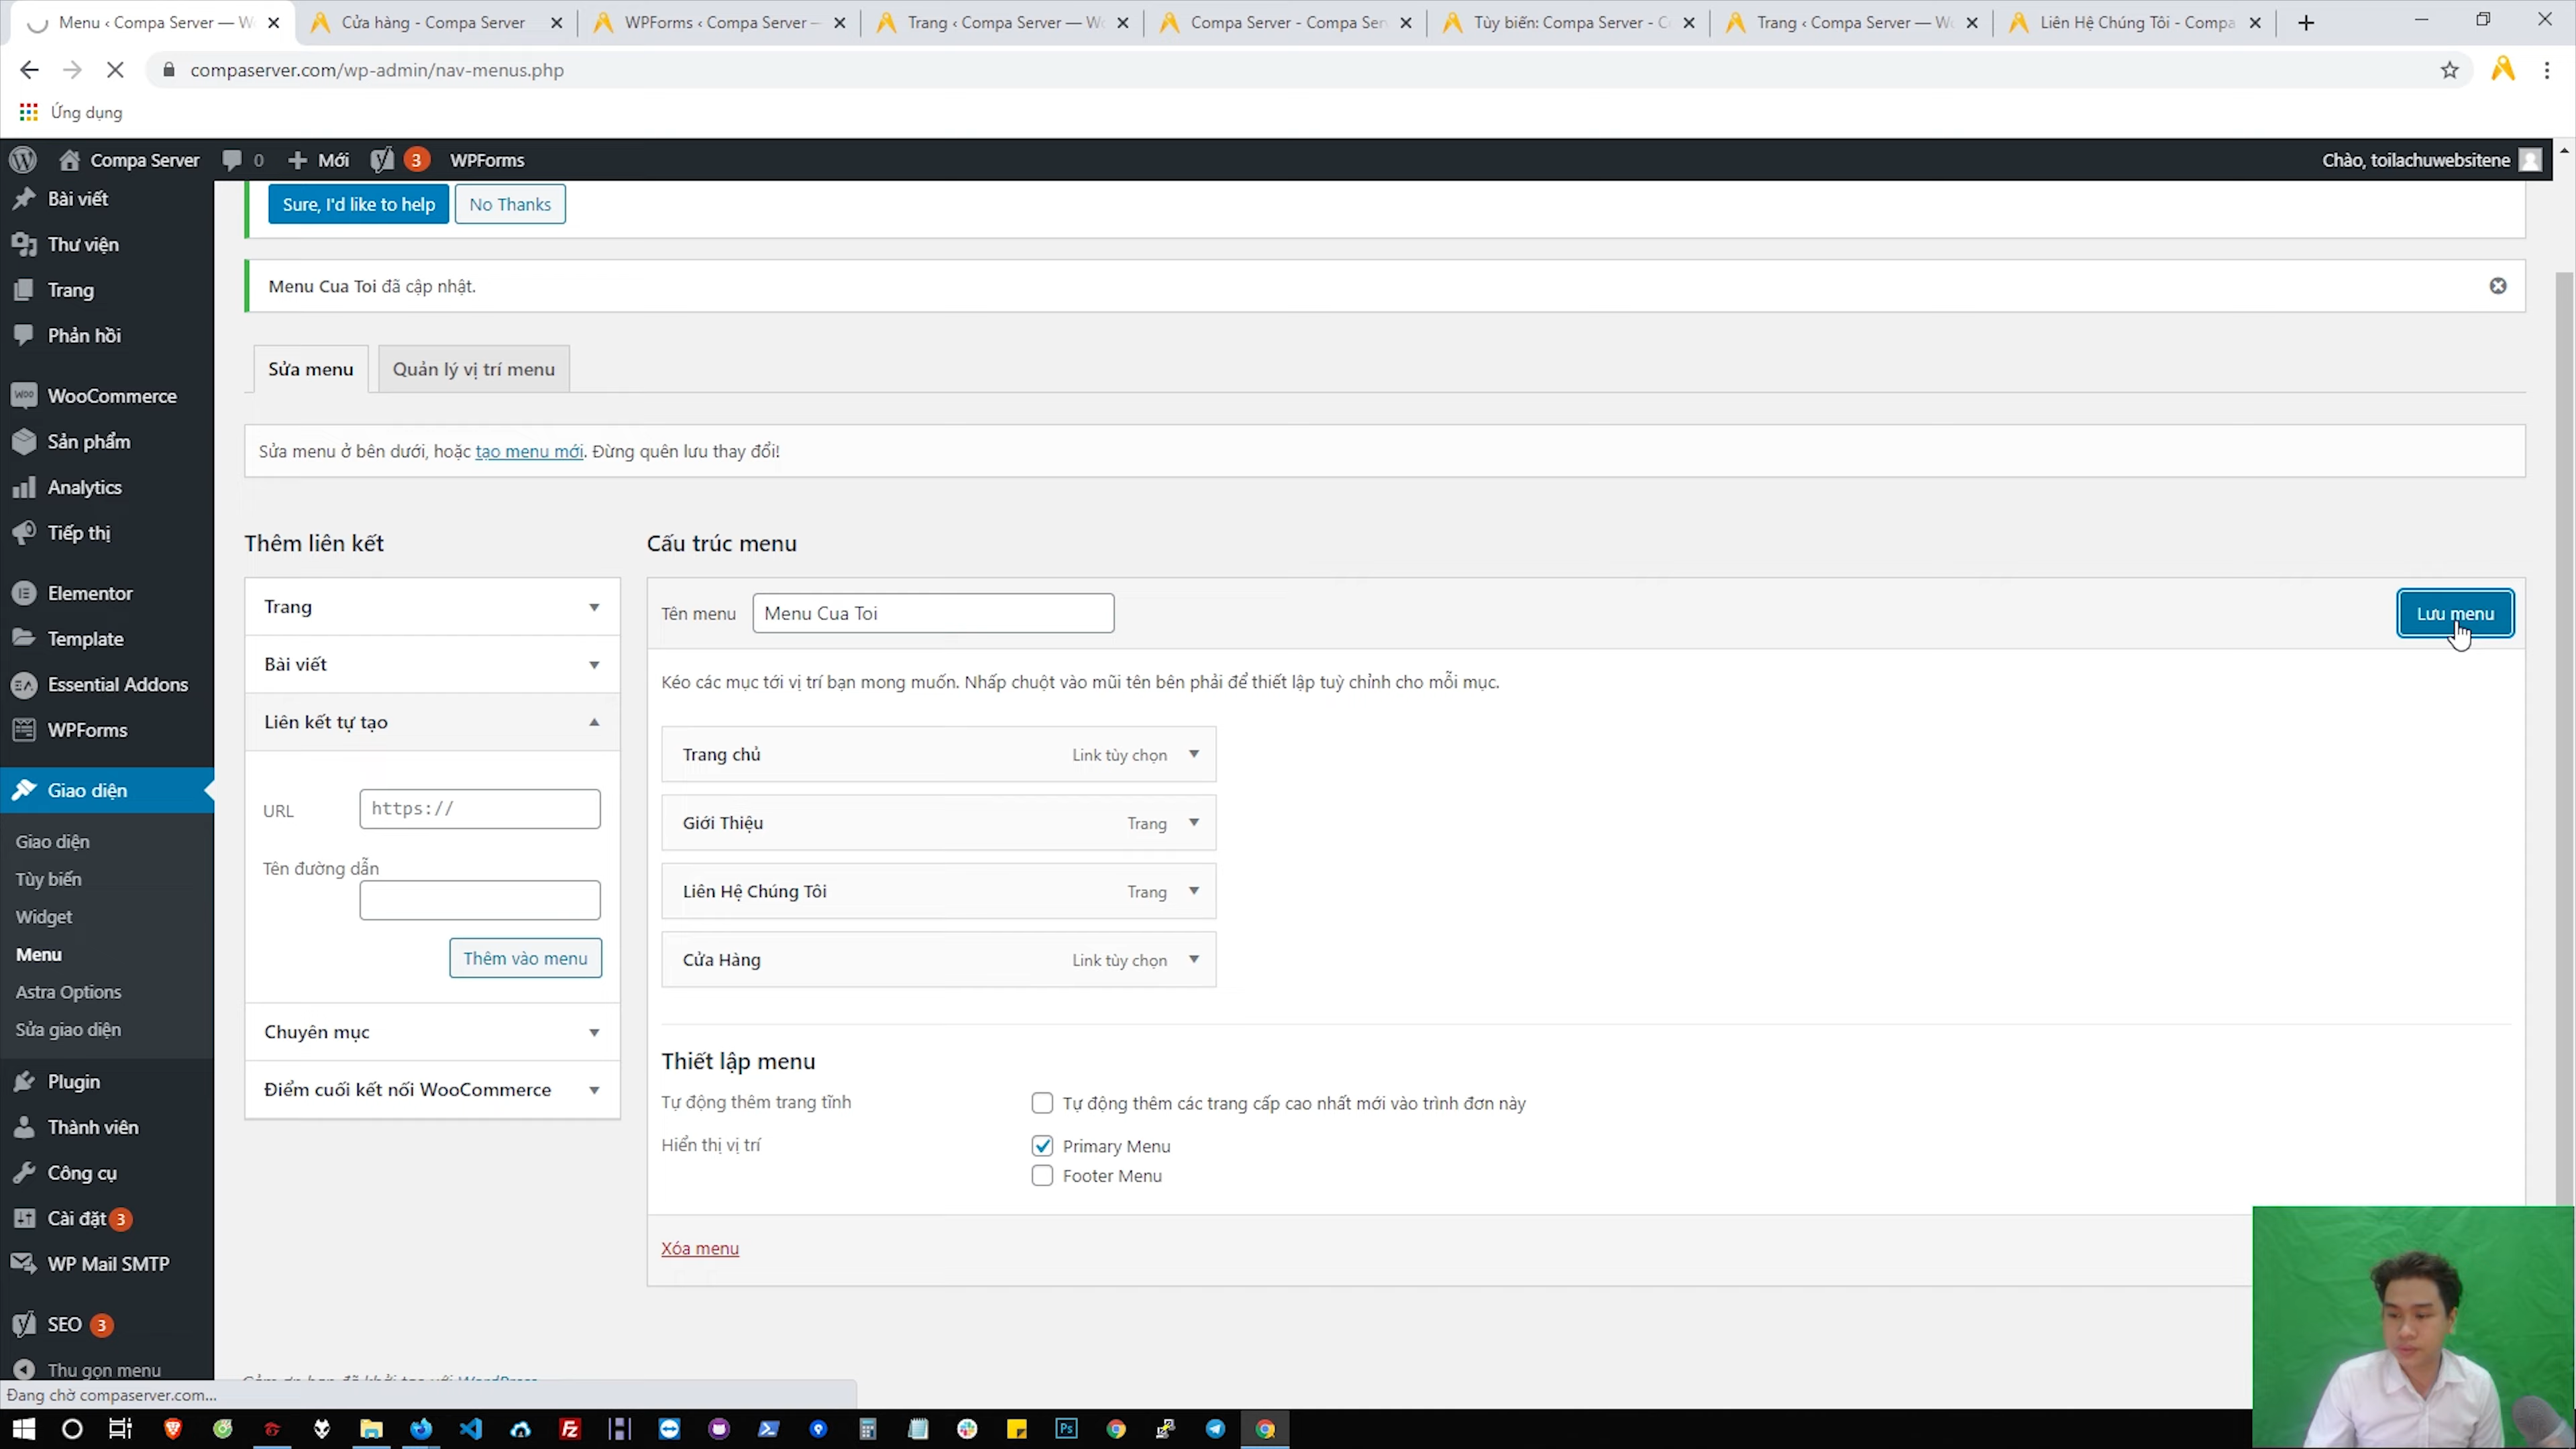 Menu ‹ Compa Server — W
Cửa hàng - Compa Server
WPForms ‹ Compa Server —
Trang ‹ Compa Server — W
Compa Server - Compa Ser
Tùy biến: Compa Server - C
Trang ‹ Compa Server — W
Liên Hệ Chúng Tôi - Compa
compaserver.com/wp-admin/nav-menus.php
Ứng dụng
Compa Server
0
Mới
3
WPForms
Chào, toilachuwebsitene
Bài viết
Thư viện
Trang
Phản hồi
WooCommerce
Sản phẩm
Analytics
Tiếp thị
Elementor
Template
Essential Addons
WPForms
Giao diện
Giao diện
Tùy biến
Widget
Menu
Astra Options
Sửa giao diện
Plugin
Thành viên
Công cụ
Cài đặt 3
WP Mail SMTP
SEO 3
Thu gọn menu
Sure, I'd like to help
No Thanks
Menu Cua Toi đã cập nhật.
Sửa menu
Quản lý vị trí menu
Sửa menu ở bên dưới, hoặc tạo menu mới. Đừng quên lưu thay đổi!
Thêm liên kết
Trang
Bài viết
Liên kết tự tạo
URL
https://
Tên đường dẫn
Thêm vào menu
Chuyên mục
Điểm cuối kết nối WooCommerce
Cấu trúc menu
Tên menu
Menu Cua Toi
Lưu menu
Kéo các mục tới vị trí bạn mong muốn. Nhấp chuột vào mũi tên bên phải để thiết lập tuỳ chỉnh cho mỗi mục.
Trang chủ
Link tùy chọn
Giới Thiệu
Trang
Liên Hệ Chúng Tôi
Trang
Cửa Hàng
Link tùy chọn
Thiết lập menu
Tự động thêm trang tĩnh
Tự động thêm các trang cấp cao nhất mới vào trình đơn này
Hiển thị vị trí
Primary Menu
Footer Menu
Xóa menu
Đang chờ compaserver.com...